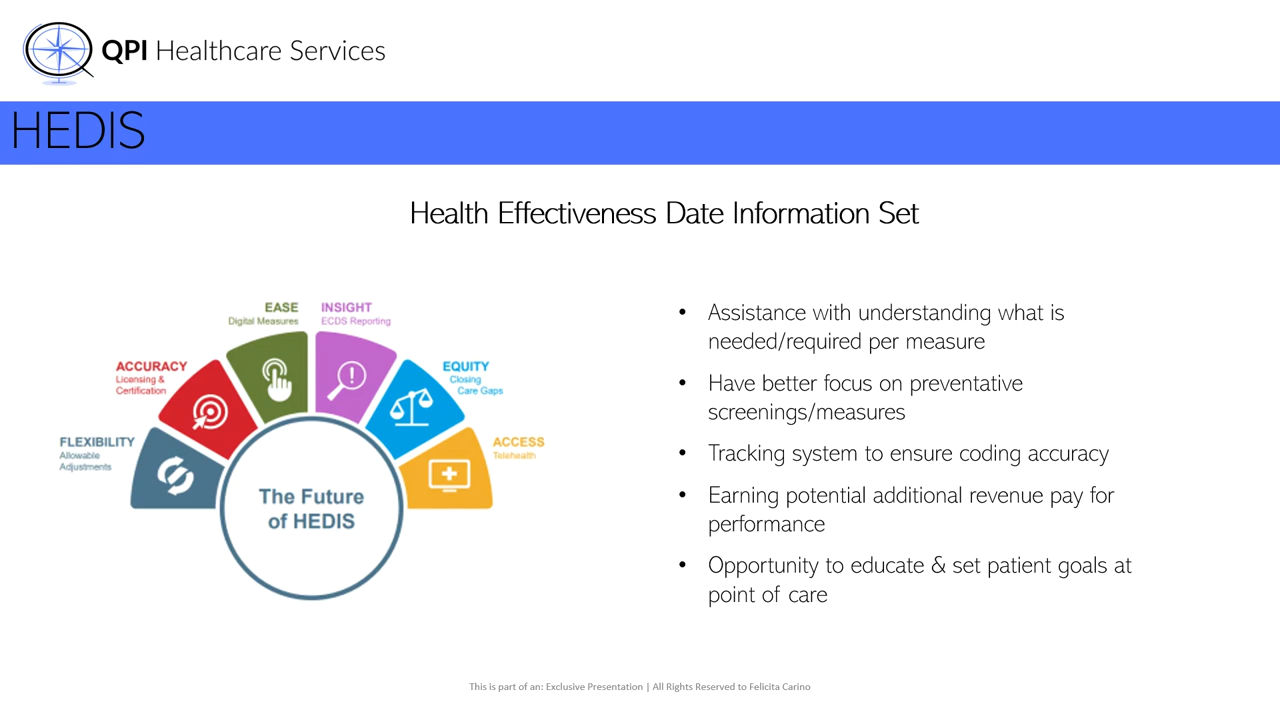 QPI Healthcare Services
HEDIS
Health Effectiveness Date Information Set
EASE
Digital Measures
INSIGHT
ECDS Reporting
ACCURACY
Licensing &
Certification
EQUITY
Closing
Care Gaps
FLEXIBILITY
Allowable
Adjustments
ACCESS
Telehealth
The Future
of HEDIS
• Assistance with understanding what is
needed/required per measure
• Have better focus on preventative
screenings/measures
• Tracking system to ensure coding accuracy
• Earning potential additional revenue pay for
performance
• Opportunity to educate & set patient goals at
point of care
This is part of an: Exclusive Presentation | All Rights Reserved to Felicita Carino